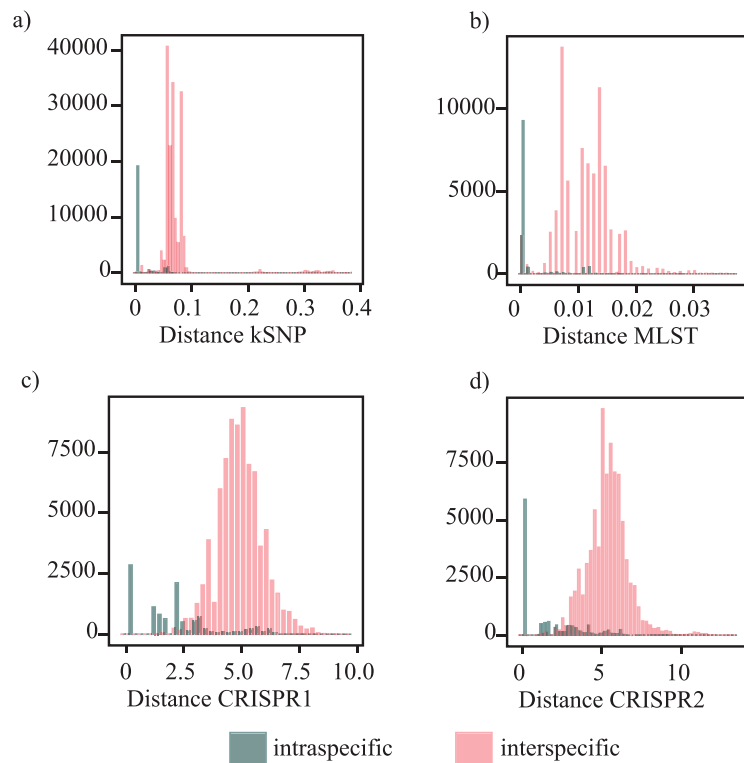 a)
40000
30000
20000
10000
0
0 0.1 0.2 0.3 0.4
Distance kSNP
b)
10000
5000
0
0 0.01 0.02 0.03
Distance MLST
c)
7500
5000
2500
0
0 2.5 5.0 7.5 10.0
Distance CRISPR1
d)
7500
5000
2500
0
0 5 10
Distance CRISPR2
intraspecific interspecific